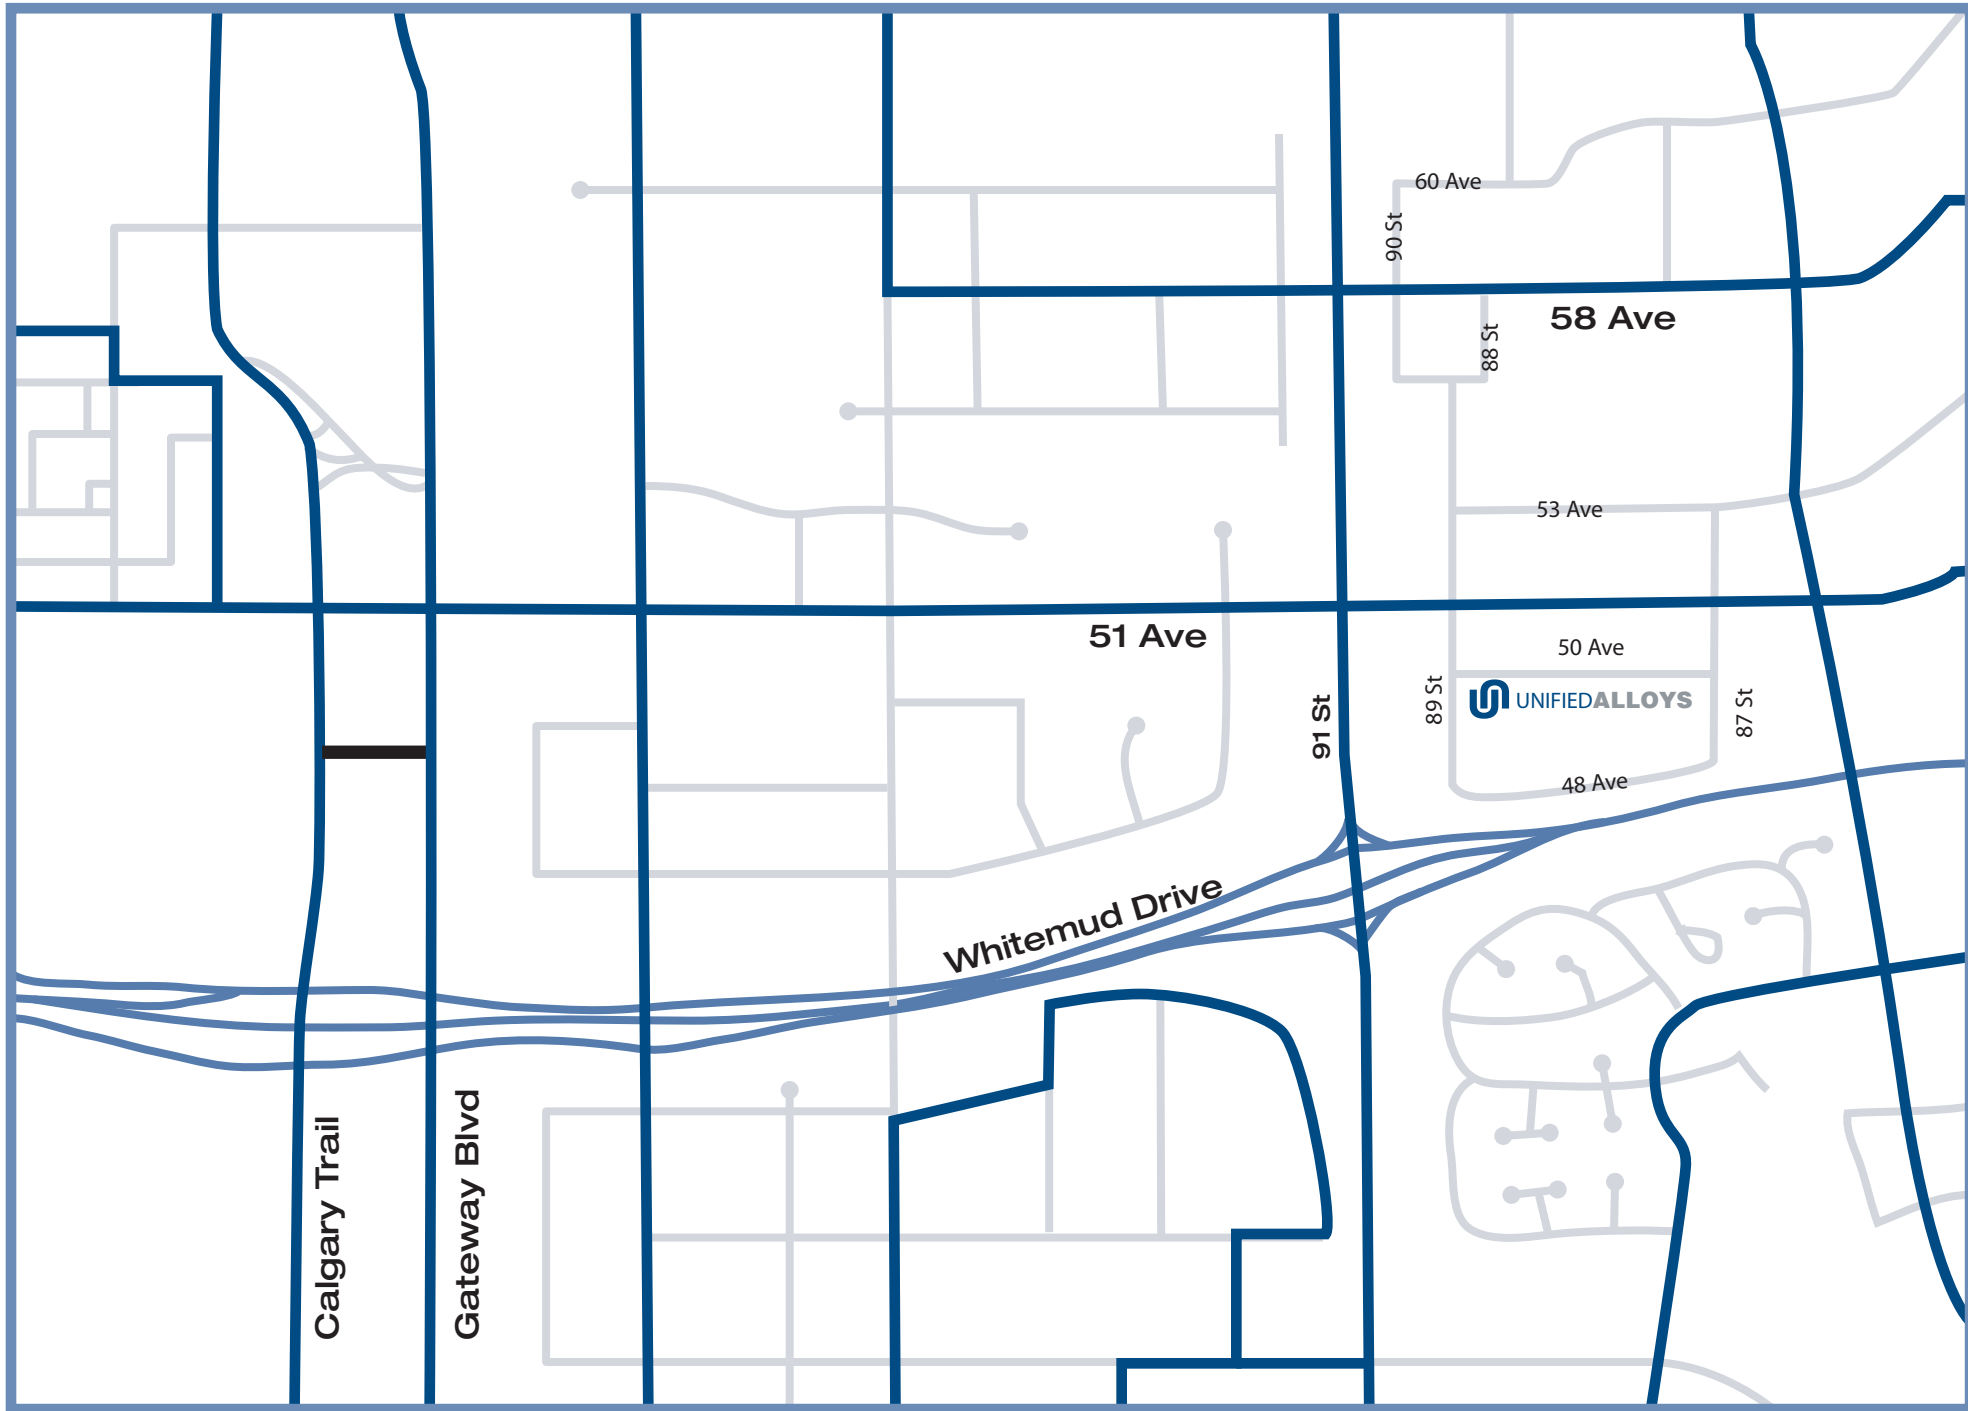 60 Ave
90 St
58 Ave
88 St
53 Ave
51 Ave
50 Ave
89 St
UNIFIEDALLOYS
87 St
91 St
48 Ave
Whitemud Drive
Calgary Trail
Gateway Blvd